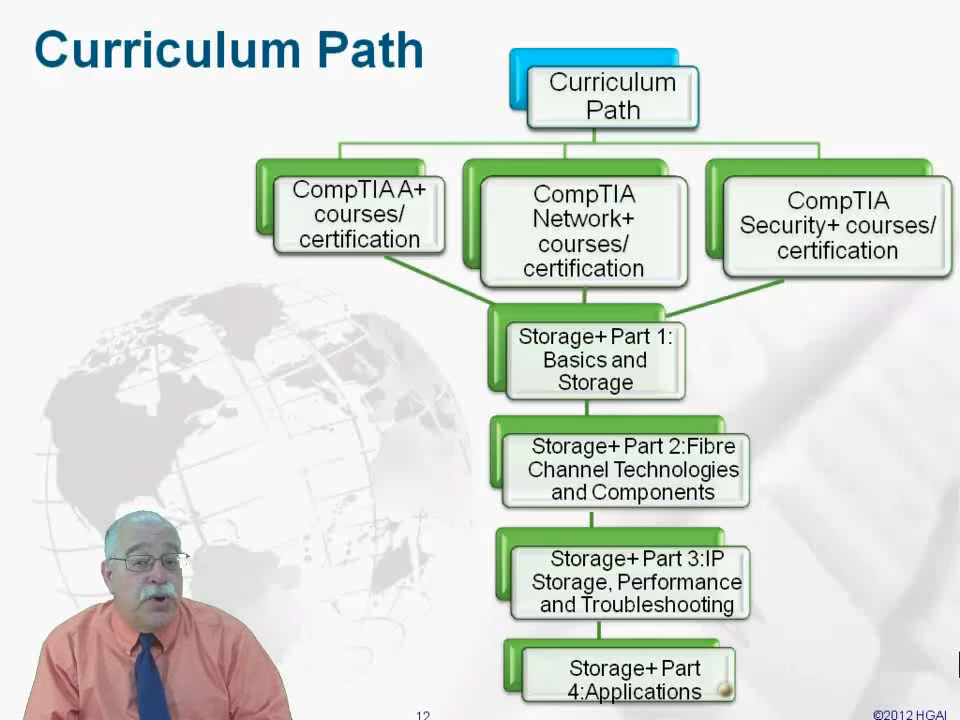 Curriculum Path
Curriculum
Path
CompTIA A+
courses/
certification
CompTIA
Network+
courses/
certification
CompTIA
Security+ courses/
certification
Storage+ Part 1:
Basics and
Storage
Storage+ Part 2:Fibre
Channel Technologies
and Components
Storage+ Part 3:IP
Storage, Performance
and Troubleshooting
Storage+ Part
4:Applications
12
©2012 HGAI